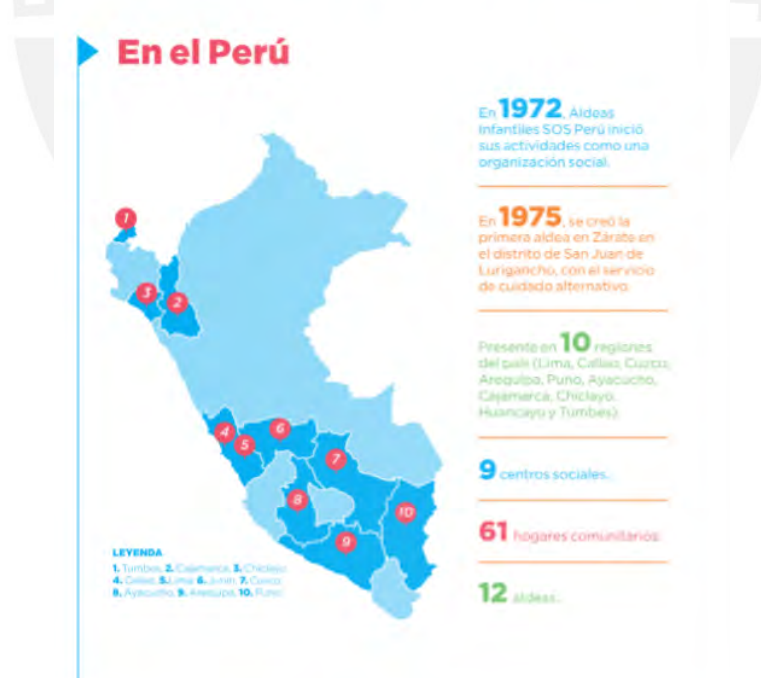 En el Perú
En 1972, Aldeas
Infantiles SOS Perú inició
sus actividades como una
organización social.
En 1975, se creó la
primera aldea en Zárate en
el distrito de San Juan de
Lurigancho, con el servicio
de cuidado alternativo.
Presente en 10 regiones
del país (Lima, Callao, Cuzco,
Arequipa, Puno, Ayacucho,
Cajamarca, Chiclayo,
Huancayo y Tumbes).
9 centros sociales.
61 hogares comunitarios.
12 aldeas.
1
3
2
4
5
6
7
8
9
10
LEYENDA
1. Tumbes, 2. Cajamarca, 3. Chiclayo
4. Callao, 5. Lima, 6. Junín, 7. Cusco
8. Ayacucho, 9. Arequipa, 10. Puno